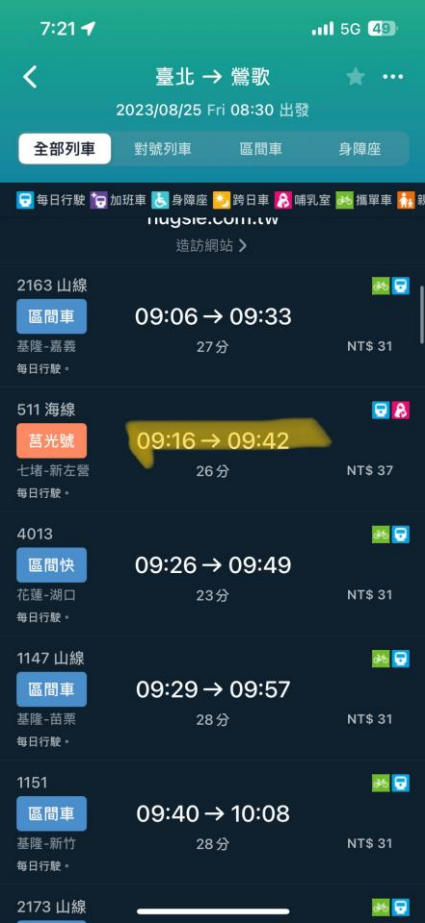 7:21 5G 49
臺北 → 鶯歌
2023/08/25 Fri 08:30 出發
全部列車 對號列車 區間車 身障座
每日行駛 加班車 身障座 跨日車 哺乳室 攜單車 親
hugsie.com.tw
造訪網站
2163 山線
區間車 09:06 → 09:33
基隆-嘉義 27分 NT$ 31
每日行駛。
511 海線
莒光號 09:16 → 09:42
七堵-新左營 26分 NT$ 37
每日行駛。
4013
區間快 09:26 → 09:49
花蓮-湖口 23分 NT$ 31
每日行駛。
1147 山線
區間車 09:29 → 09:57
基隆-苗栗 28分 NT$ 31
每日行駛。
1151
區間車 09:40 → 10:08
基隆-新竹 28分 NT$ 31
每日行駛。
2173 山線